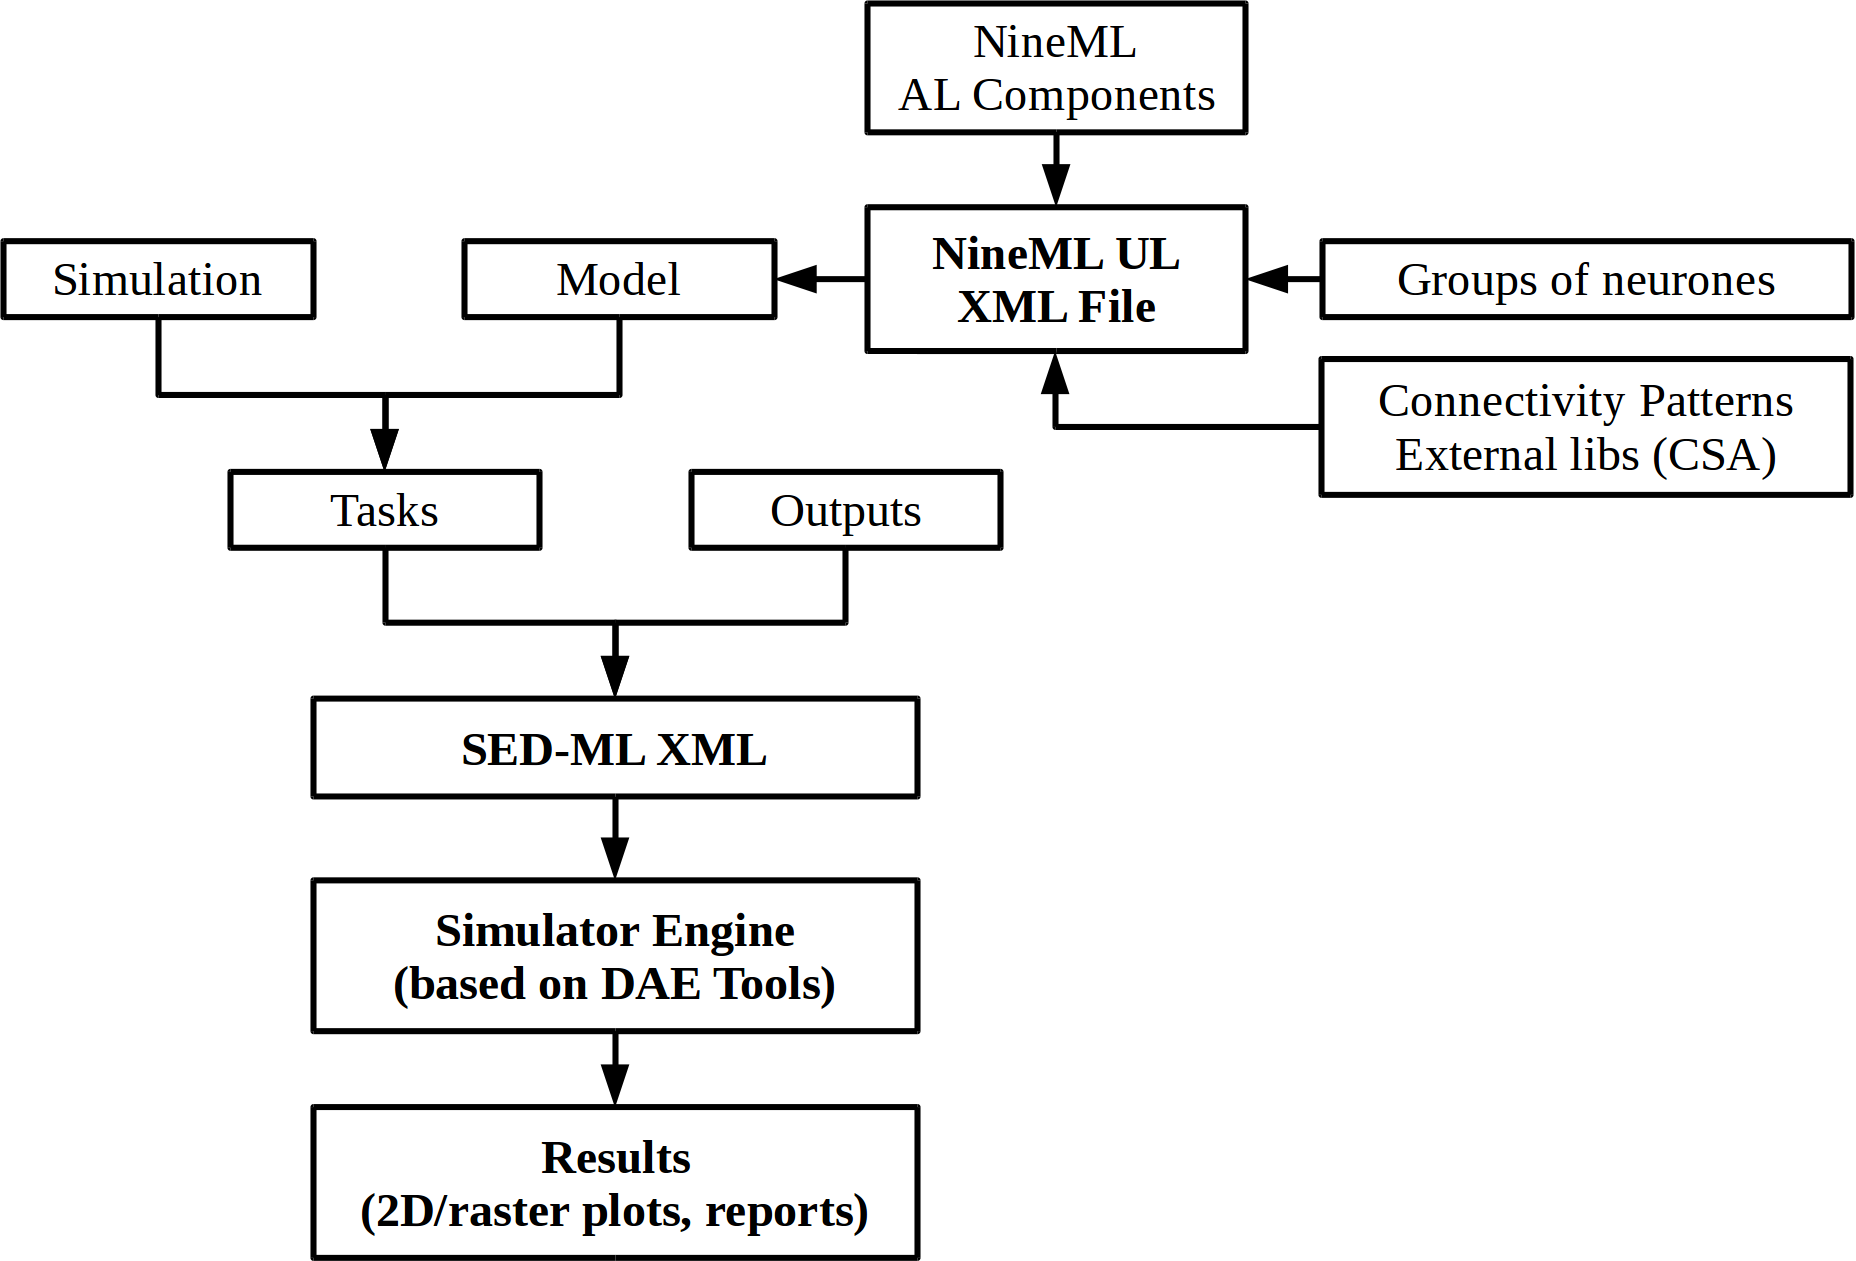 NineML
AL Components
Simulation
Model
NineML UL
XML File
Groups of neurones
Connectivity Patterns
External libs (CSA)
Tasks
Outputs
SED-ML XML
Simulator Engine
(based on DAE Tools)
Results
(2D/raster plots, reports)